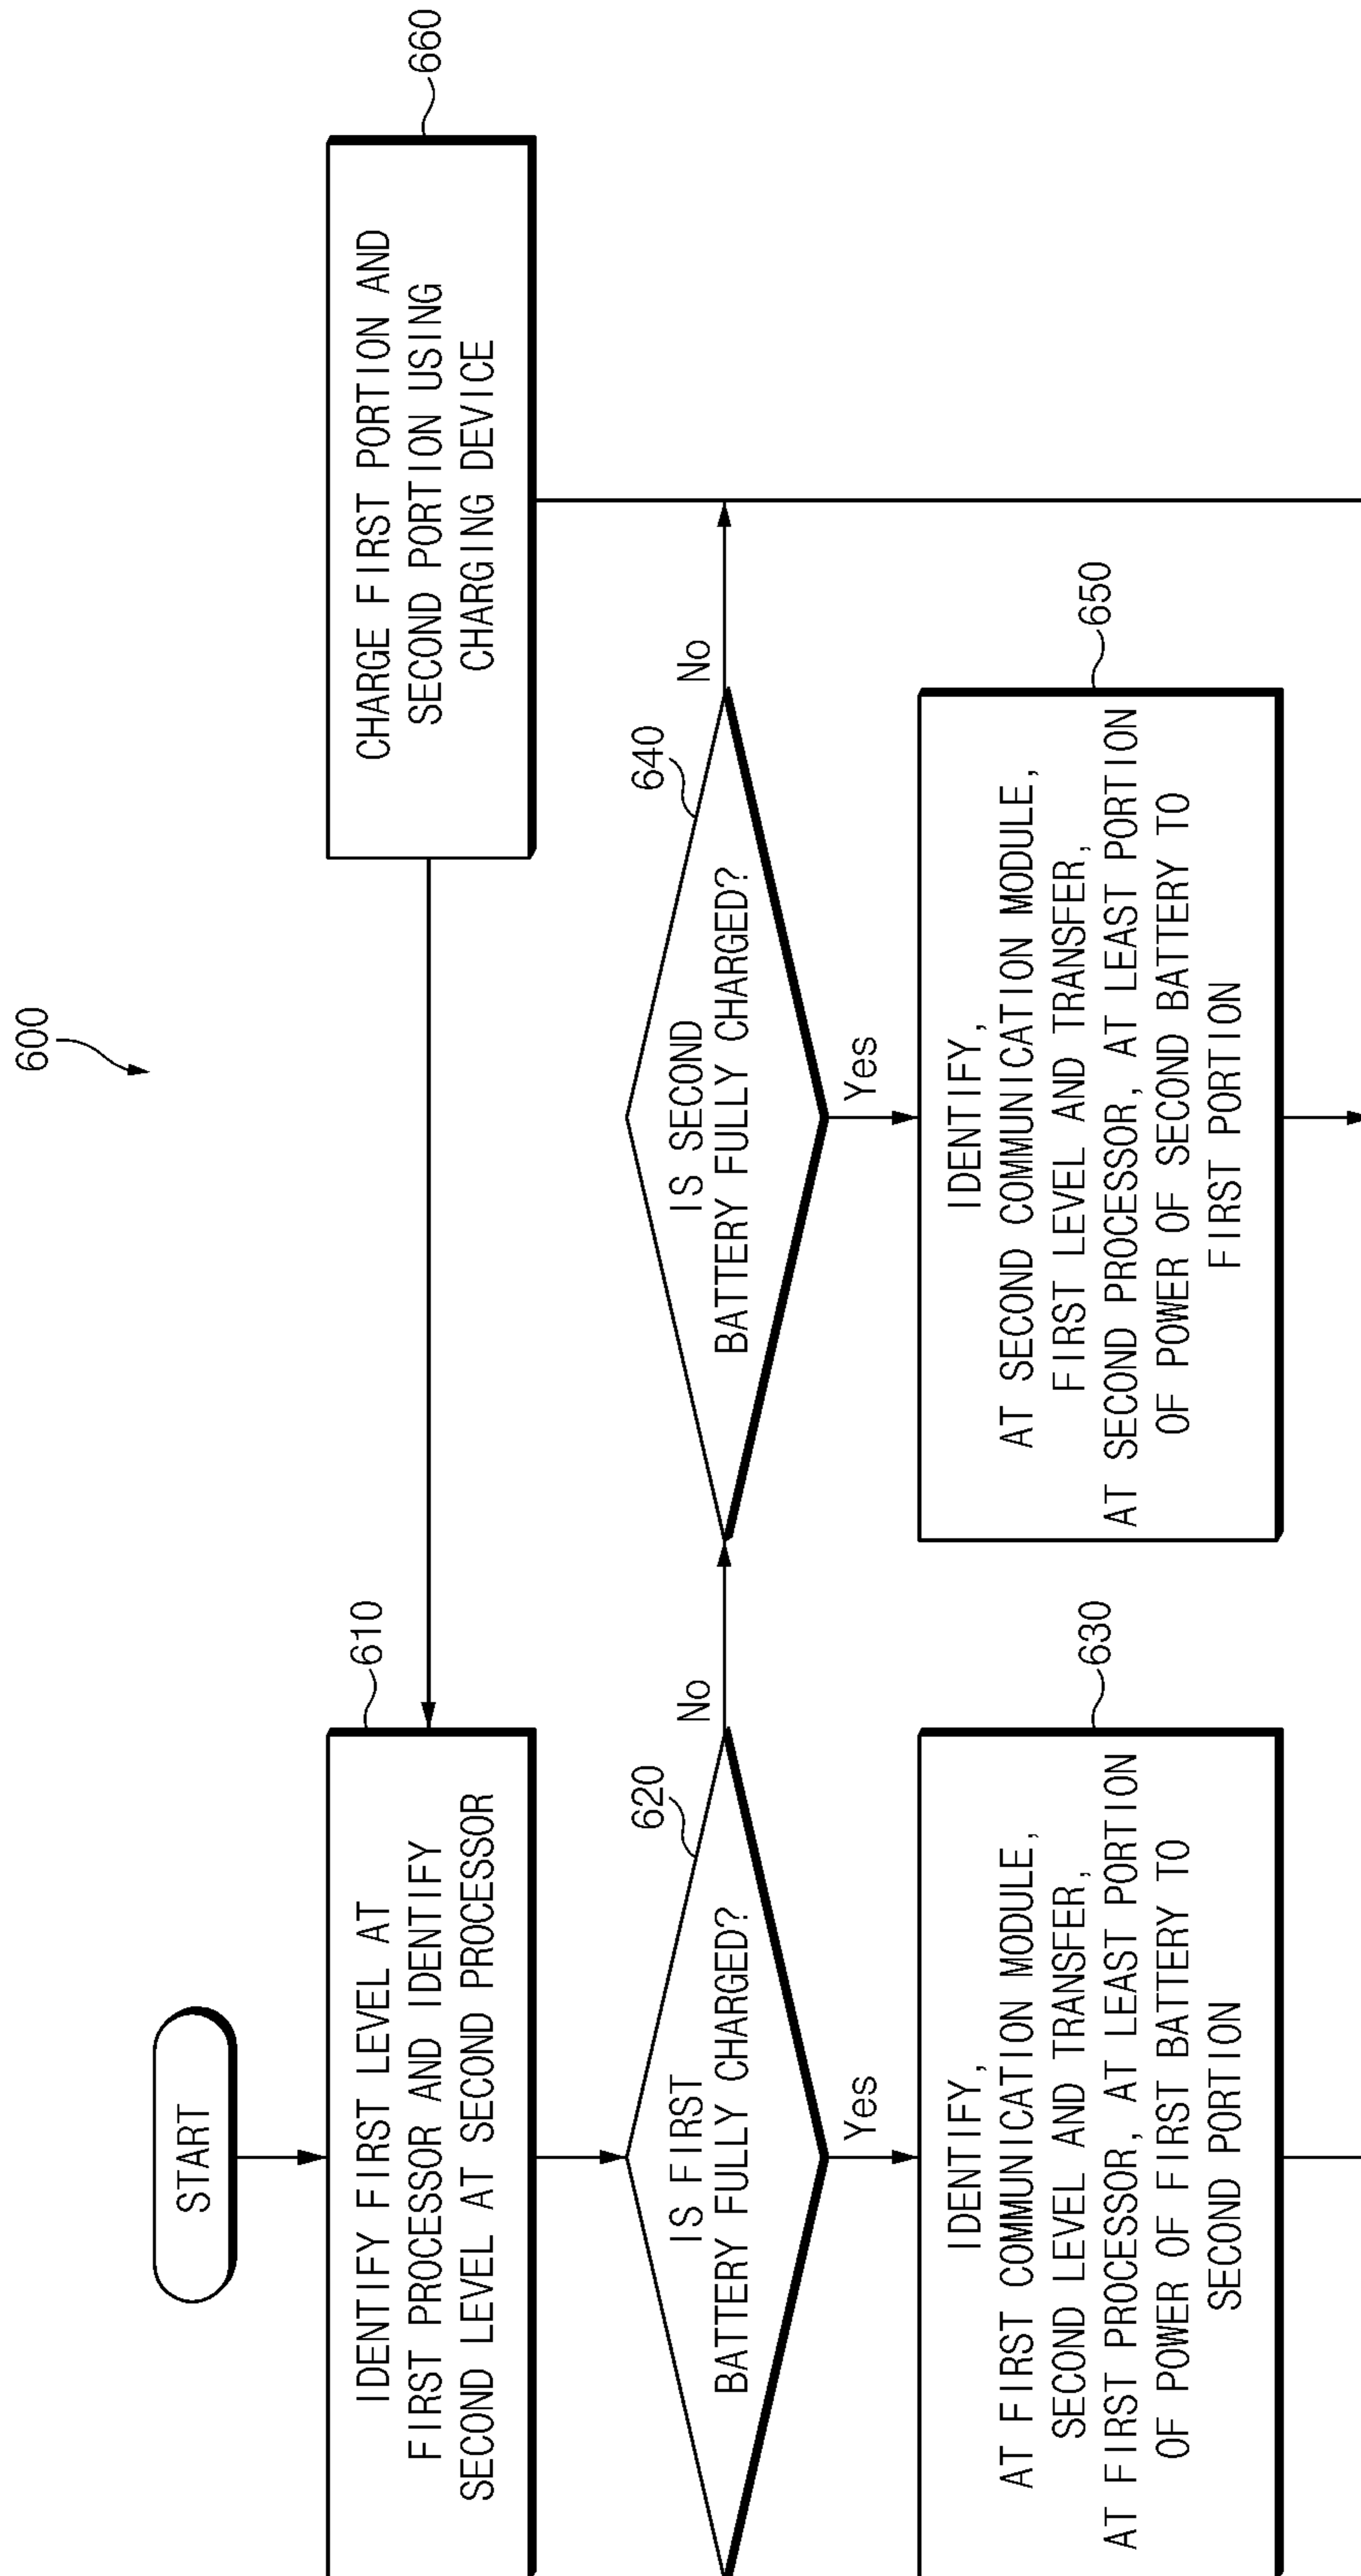 600
START
610
IDENTIFY FIRST LEVEL AT
FIRST PROCESSOR AND IDENTIFY
SECOND LEVEL AT SECOND PROCESSOR
660
CHARGE FIRST PORTION AND
SECOND PORTION USING
CHARGING DEVICE
620
IS FIRST
BATTERY FULLY CHARGED?
No
Yes
640
IS SECOND
BATTERY FULLY CHARGED?
No
Yes
630
IDENTIFY,
AT FIRST COMMUNICATION MODULE,
SECOND LEVEL AND TRANSFER,
AT FIRST PROCESSOR, AT LEAST PORTION
OF POWER OF FIRST BATTERY TO
SECOND PORTION
650
IDENTIFY,
AT SECOND COMMUNICATION MODULE,
FIRST LEVEL AND TRANSFER,
AT SECOND PROCESSOR, AT LEAST PORTION
OF POWER OF SECOND BATTERY TO
FIRST PORTION